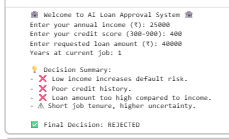 🏦 Welcome to AI Loan Approval System 🏦
Enter your annual income (₹): 25000
Enter your credit score (300-900): 400
Enter requested loan amount (₹): 40000
Years at current job: 1

💡 Decision Summary:
- ❌ Low income increases default risk.
- ❌ Poor credit history.
- ❌ Loan amount too high compared to income.
- ⚠ Short job tenure, higher uncertainty.

✅ Final Decision: REJECTED